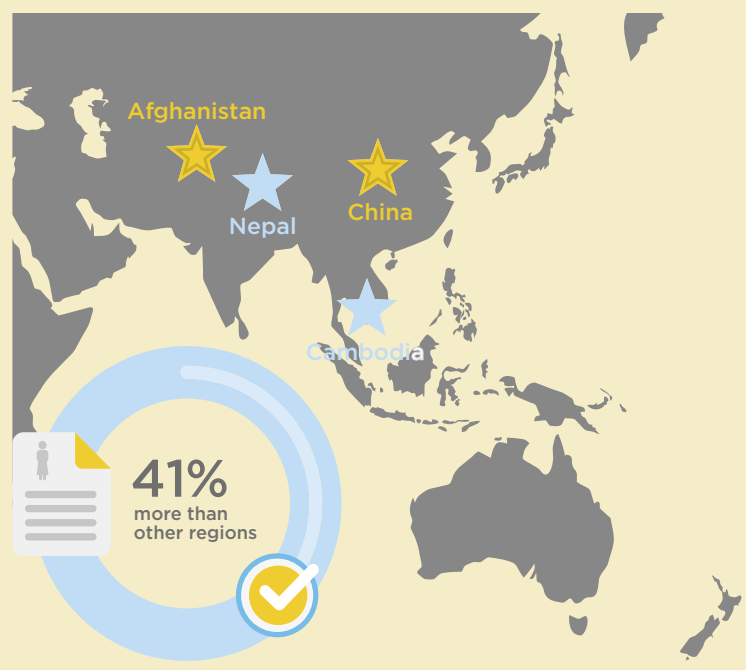 Afghanistan
Nepal
China
Cambodia
41%
more than
other regions